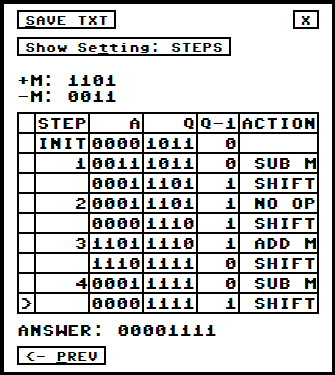 SAVE TXT X
Show Setting: STEPS
+M: 1101
-M: 0011
STEP A Q Q-1 ACTION
INIT 0000 1011 0
1 0011 1011 0 SUB M
0001 1101 1 SHIFT
2 0001 1101 1 NO OP
0000 1110 1 SHIFT
3 1101 1110 1 ADD M
1110 1111 0 SHIFT
4 0001 1111 0 SUB M
> 0000 1111 1 SHIFT
ANSWER: 00001111
<- PREV